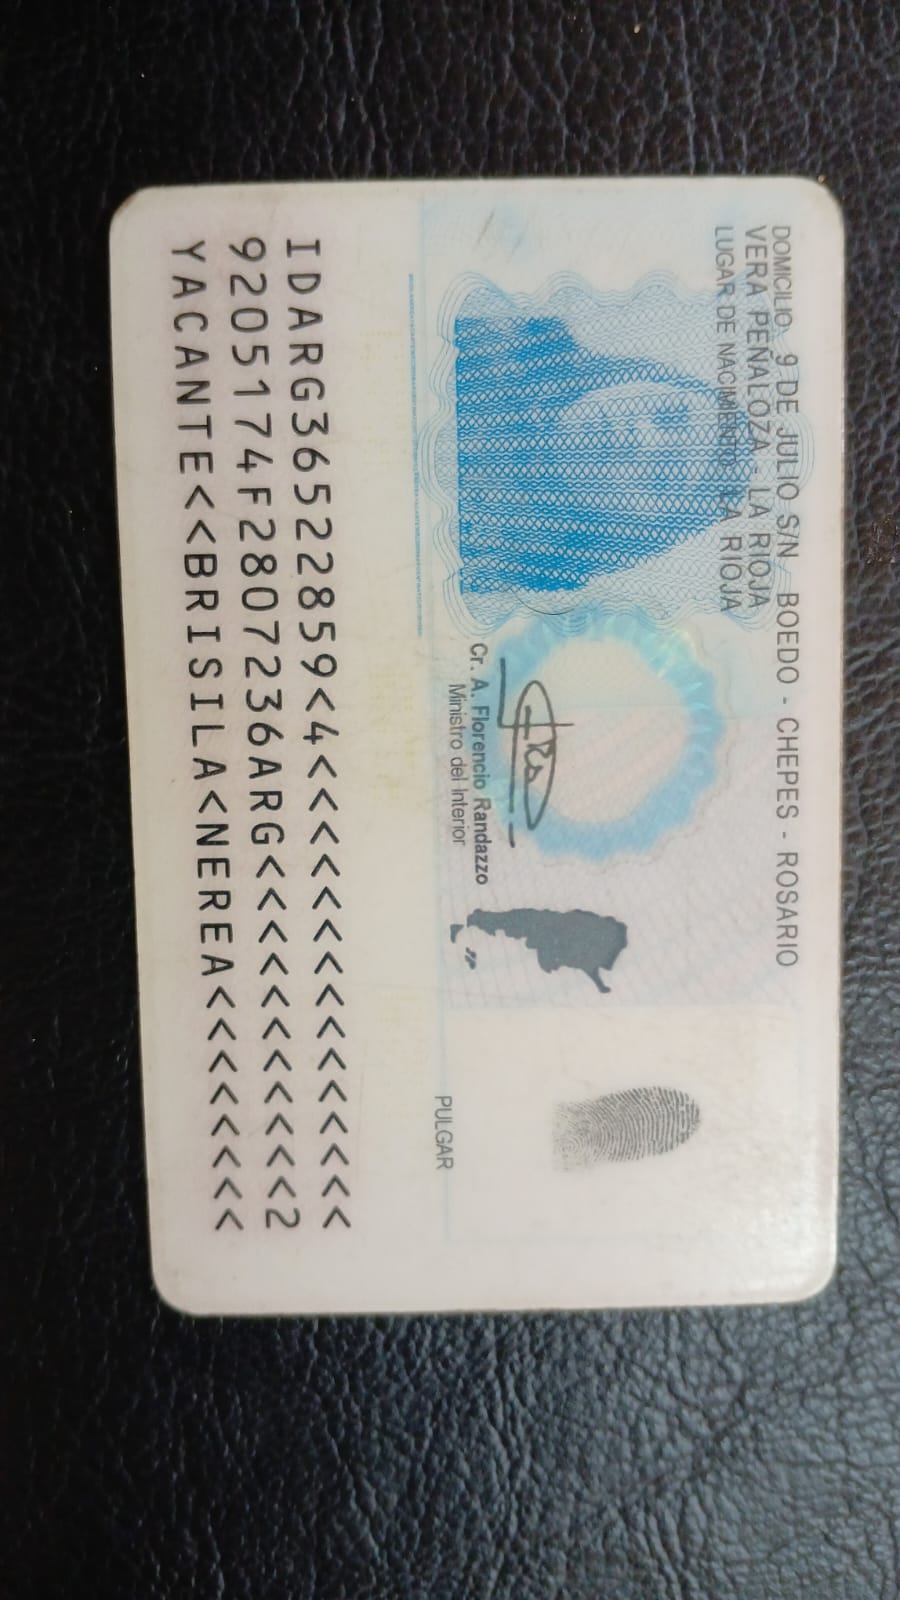 DOMICILIO: 9 DE JULIO S/N BOEDO - CHEPES - ROSARIO
VERA PEÑALOZA - LA RIOJA
LUGAR DE NACIMIENTO: LA RIOJA
Cr. A. Florencio Randazzo
Ministro del Interior
PULGAR
IDARG36522859<4<<<<<<<<<<<<<<<
9205174F2807236ARG<<<<<<<<<<<2
YACANTE<<BRISILA<NEREA<<<<<<<<